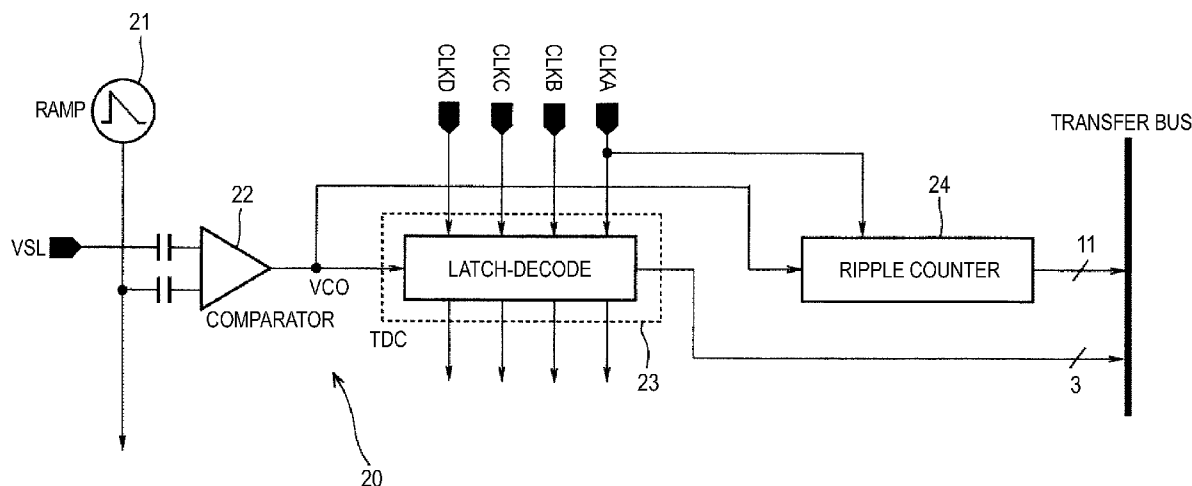 21
RAMP
CLKD
CLKC
CLKB
CLKA
TRANSFER BUS
22
24
VSL
LATCH-DECODE
RIPPLE COUNTER
11
VCO
COMPARATOR
TDC
23
3
20